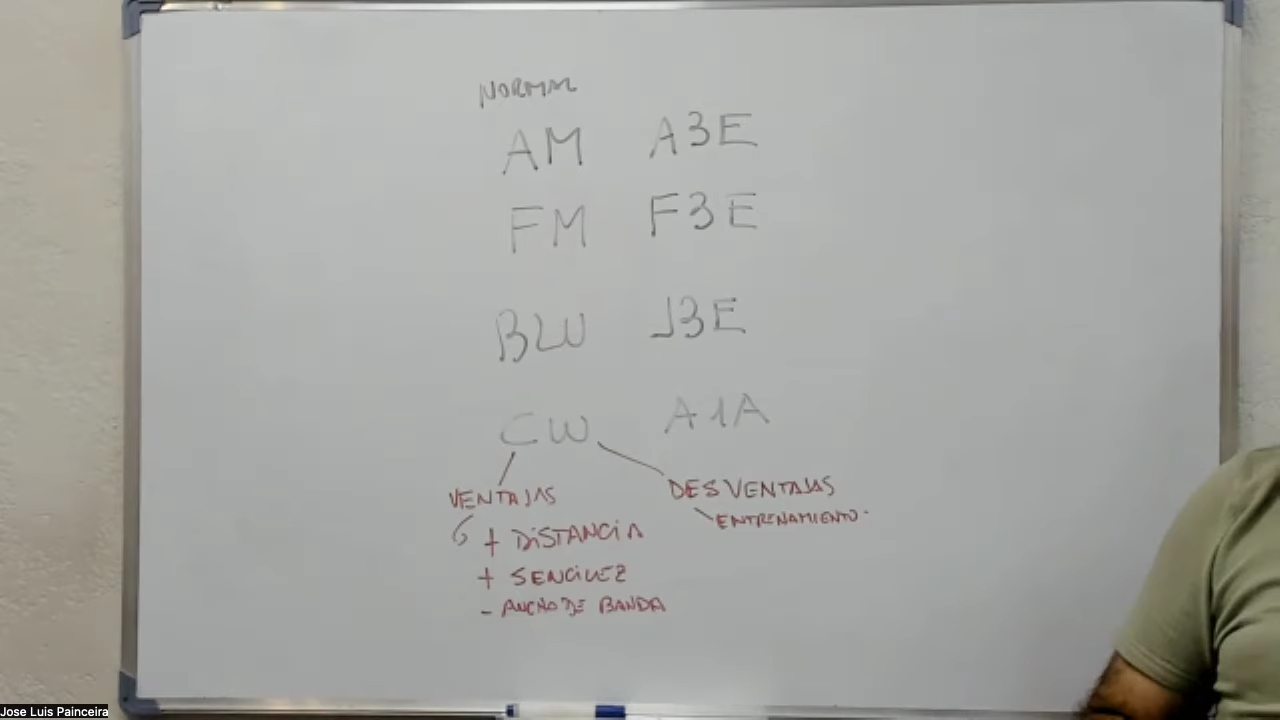 NORMAL
AM A3E
FM F3E
BLU J3E
CW A1A
VENTAJAS DESVENTAJAS
ENTRENAMIENTO
+ DISTANCIA
+ SENCILLEZ
- ANCHO DE BANDA
Jose Luis Painceira